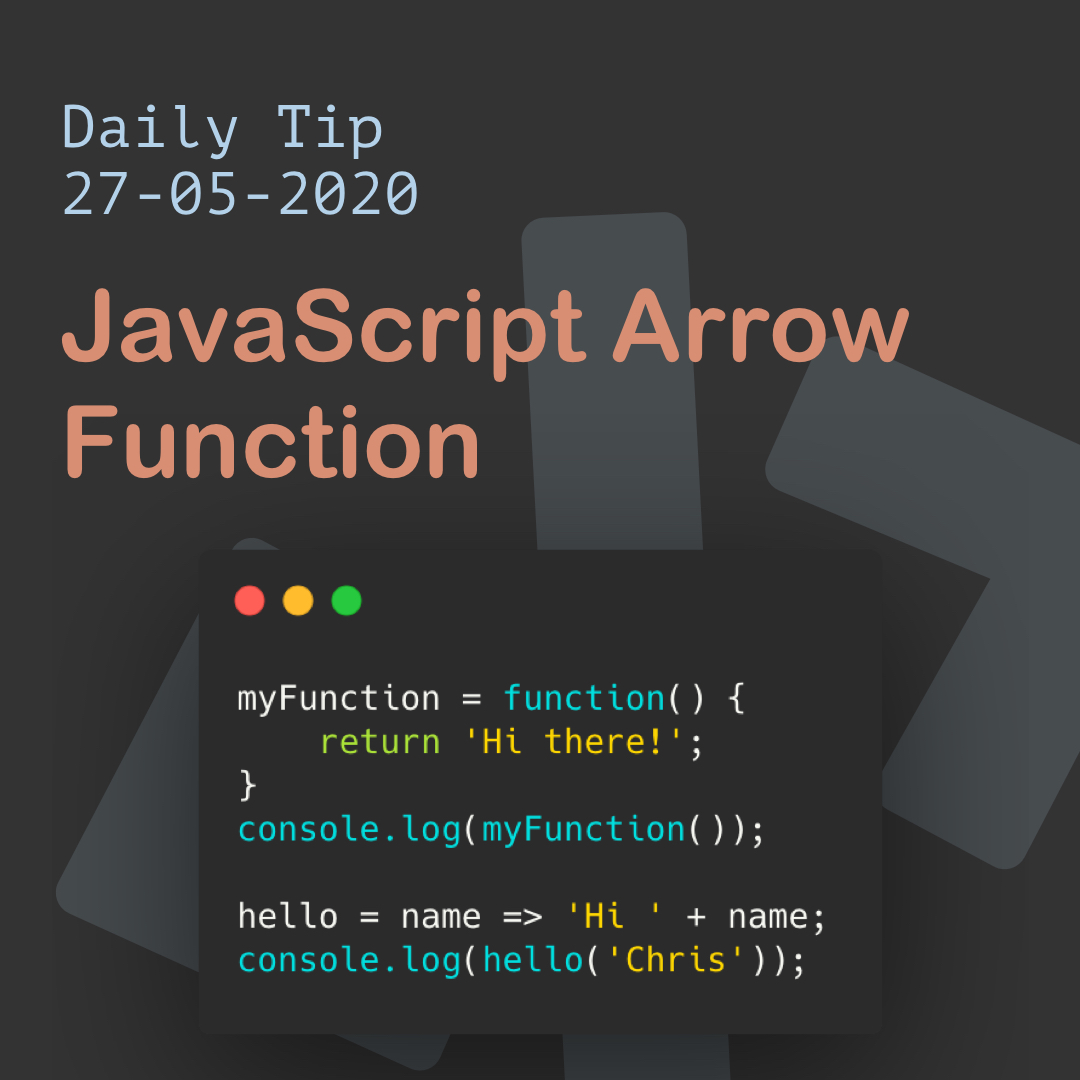 Daily Tip
27-05-2020
JavaScript Arrow
Function
myFunction = function() {
    return 'Hi there!';
}
console.log(myFunction());
hello = name => 'Hi ' + name;
console.log(hello('Chris'));